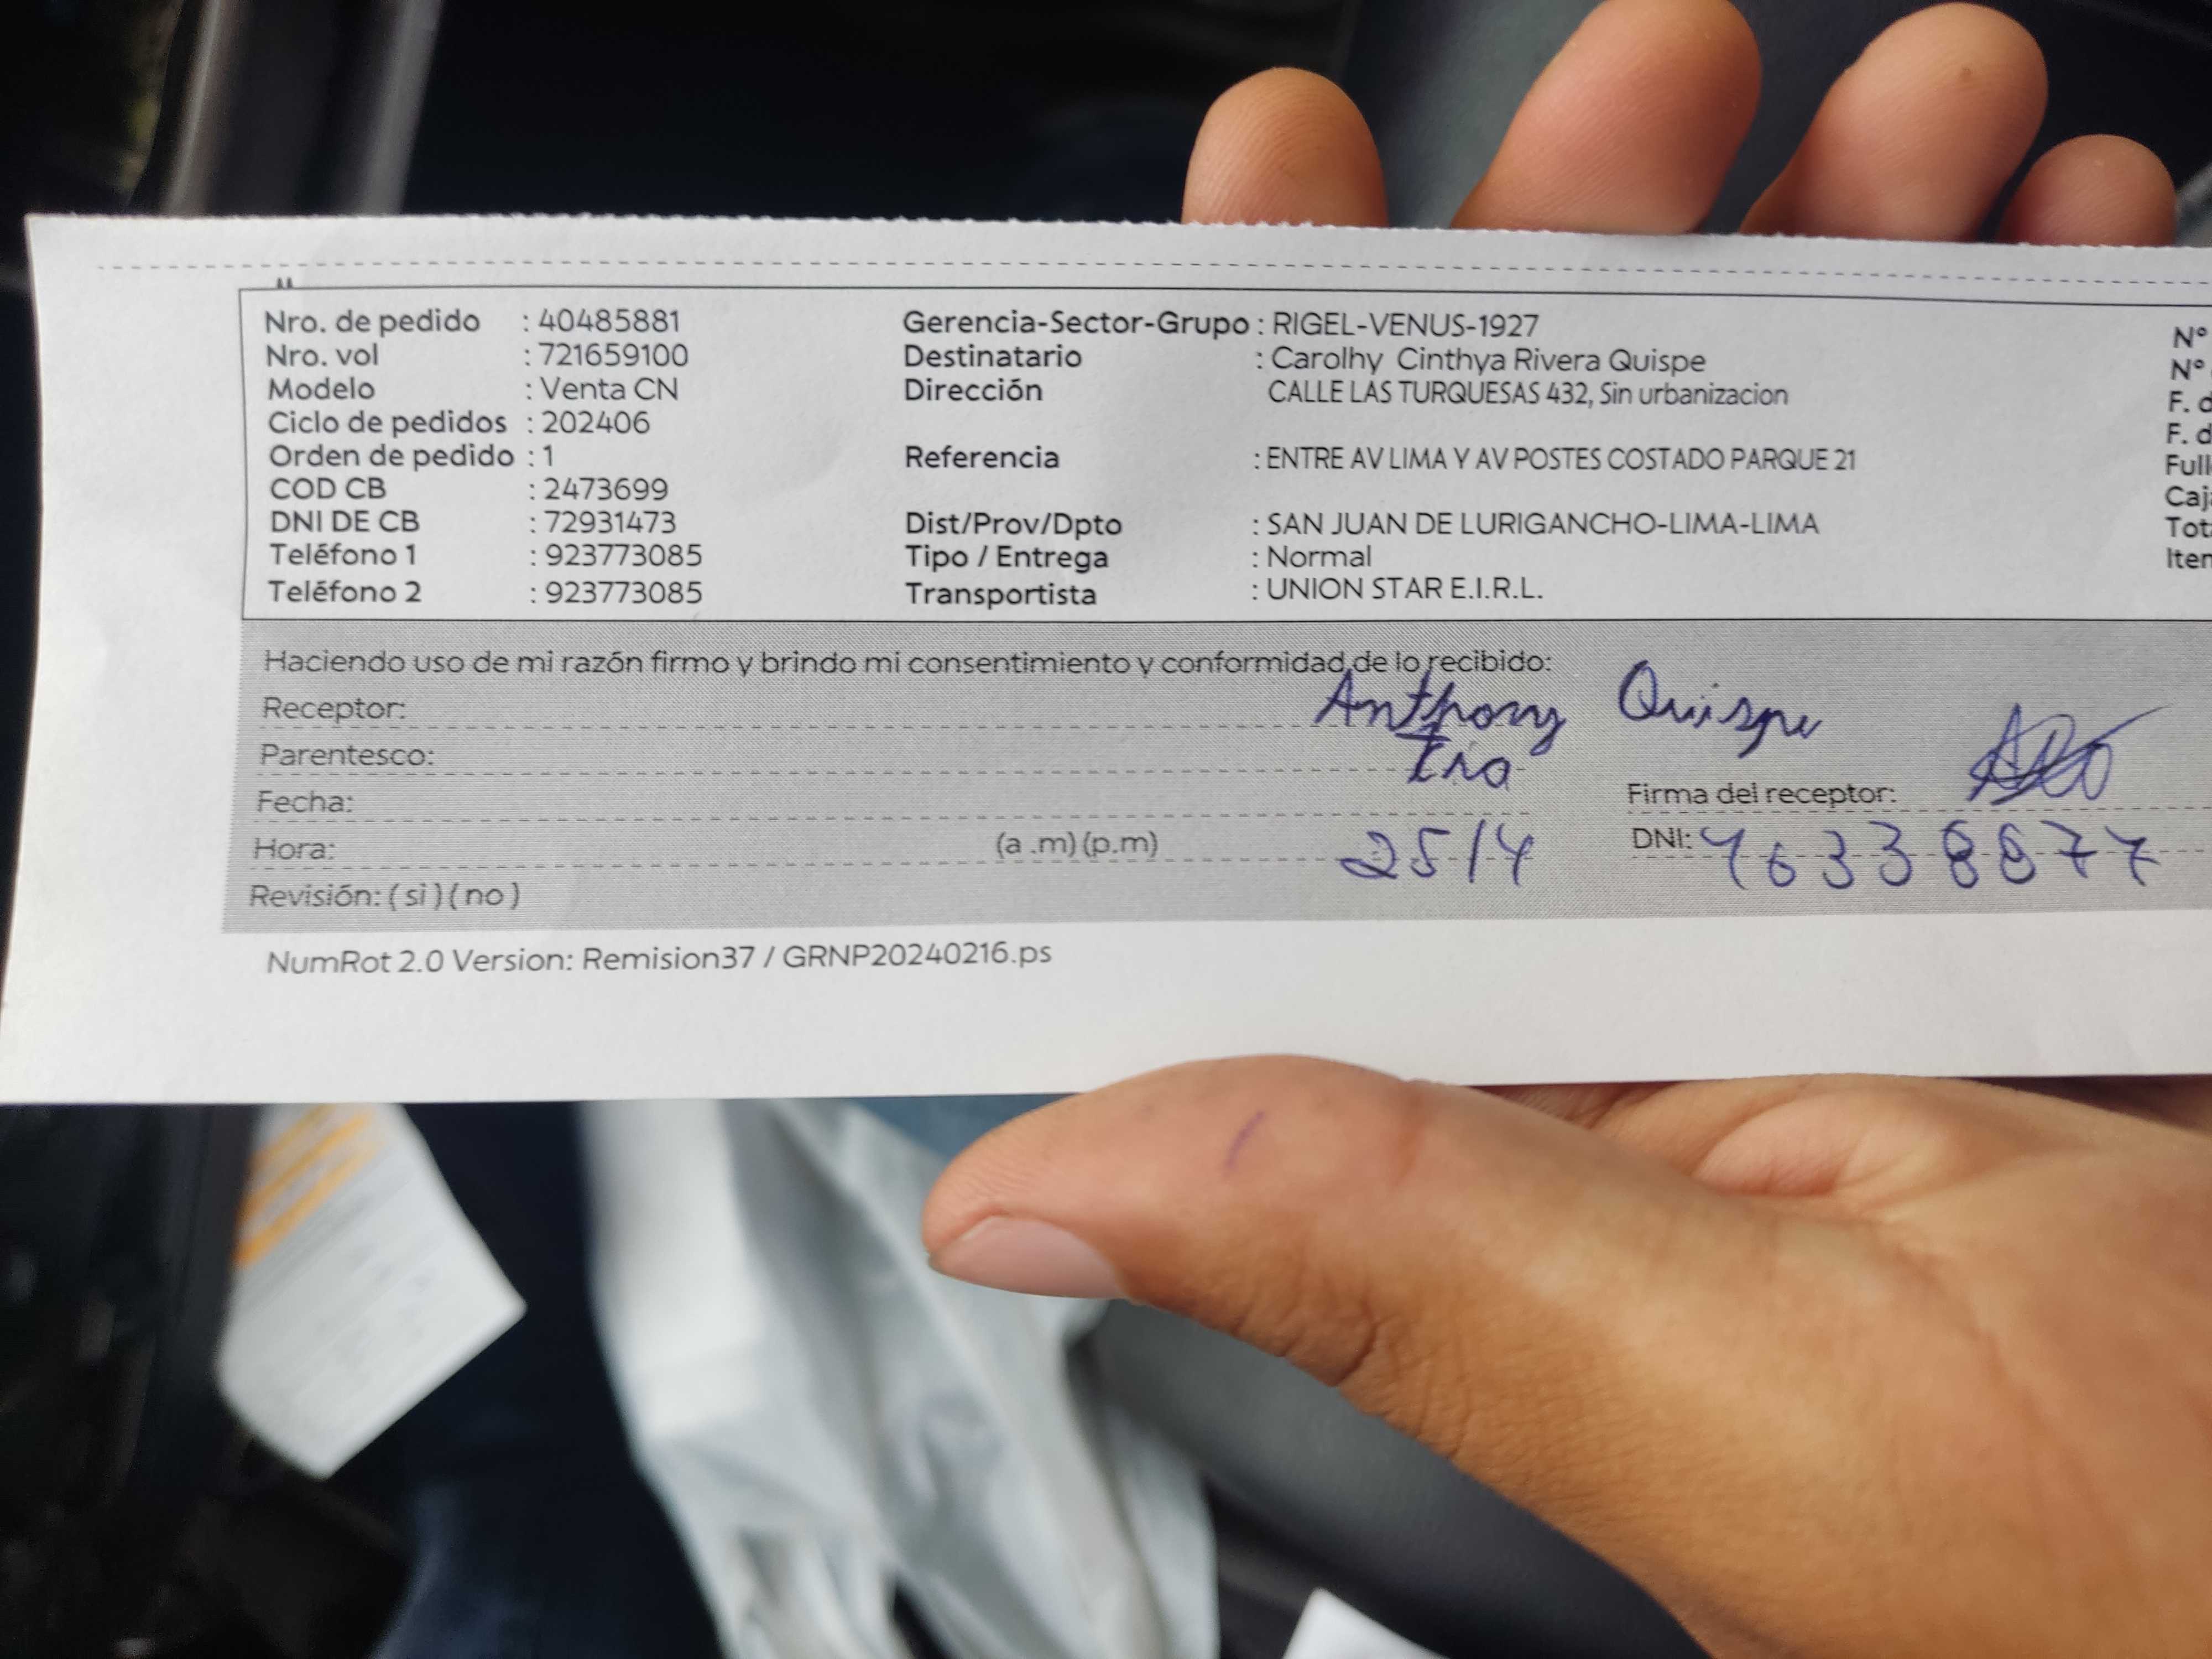 Nro. de pedido : 40485881
Nro. vol : 721659100
Modelo : Venta CN
Ciclo de pedidos : 202406
Orden de pedido : 1
COD CB : 2473699
DNI DE CB : 72931473
Teléfono 1 : 923773085
Teléfono 2 : 923773085
Gerencia-Sector-Grupo : RIGEL-VENUS-1927
Destinatario : Carolhy Cinthya Rivera Quispe
Dirección CALLE LAS TURQUESAS 432, Sin urbanizacion
Referencia : ENTRE AV LIMA Y AV POSTES COSTADO PARQUE 21
Dist/Prov/Dpto : SAN JUAN DE LURIGANCHO-LIMA-LIMA
Tipo / Entrega : Normal
Transportista : UNION STAR E.I.R.L.
N°
N°
F. d
F. d
Full
Caj
Tot
Iten
Haciendo uso de mi razón firmo y brindo mi consentimiento y conformidad de lo recibido:
Receptor: Anthony Quispe
Parentesco:
Fecha: Firma del receptor:
Hora: (a .m) (p.m) 25/4 DNI: 46338877
Revisión: ( si ) ( no )
NumRot 2.0 Version: Remision37 / GRNP20240216.ps